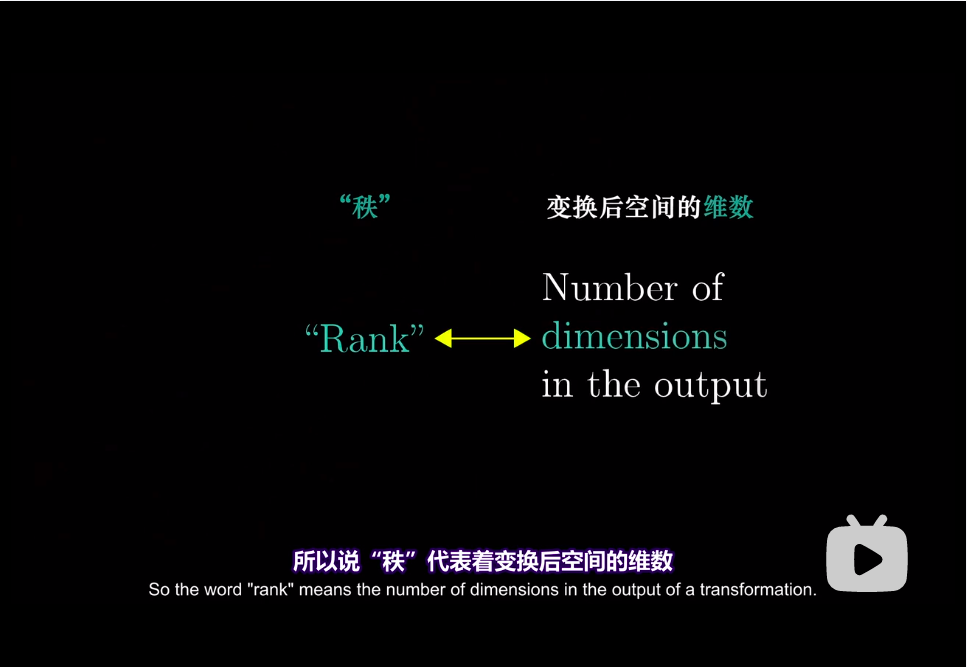 “秩”
变换后空间的维数
“Rank”
Number of
dimensions
in the output
所以说“秩”代表着变换后空间的维数
So the word "rank" means the number of dimensions in the output of a transformation.